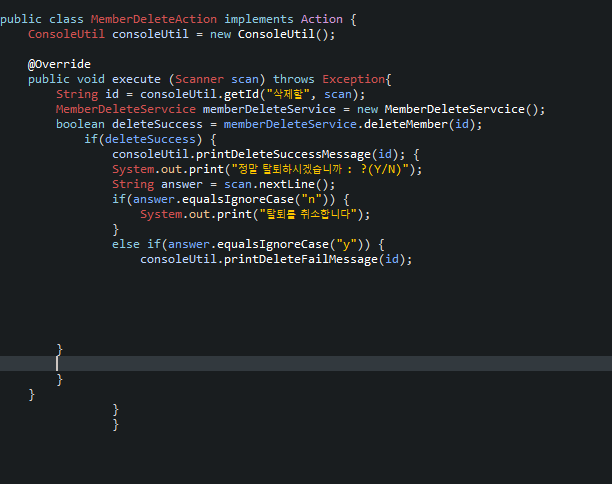 public class MemberDeleteAction implements Action {
ConsoleUtil consoleUtil = new ConsoleUtil();
@Override
public void execute (Scanner scan) throws Exception{
String id = consoleUtil.getId("삭제할", scan);
MemberDeleteServcice memberDeleteService = new MemberDeleteServcice();
boolean deleteSuccess = memberDeleteService.deleteMember(id);
if(deleteSuccess) {
consoleUtil.printDeleteSuccessMessage(id); {
System.out.print("정말 탈퇴하시겠습니까 : ?(Y/N)");
String answer = scan.nextLine();
if(answer.equalsIgnoreCase("n")) {
System.out.print("탈퇴를 취소합니다");
}
else if(answer.equalsIgnoreCase("y")) {
consoleUtil.printDeleteFailMessage(id);
}
}
}
}
}